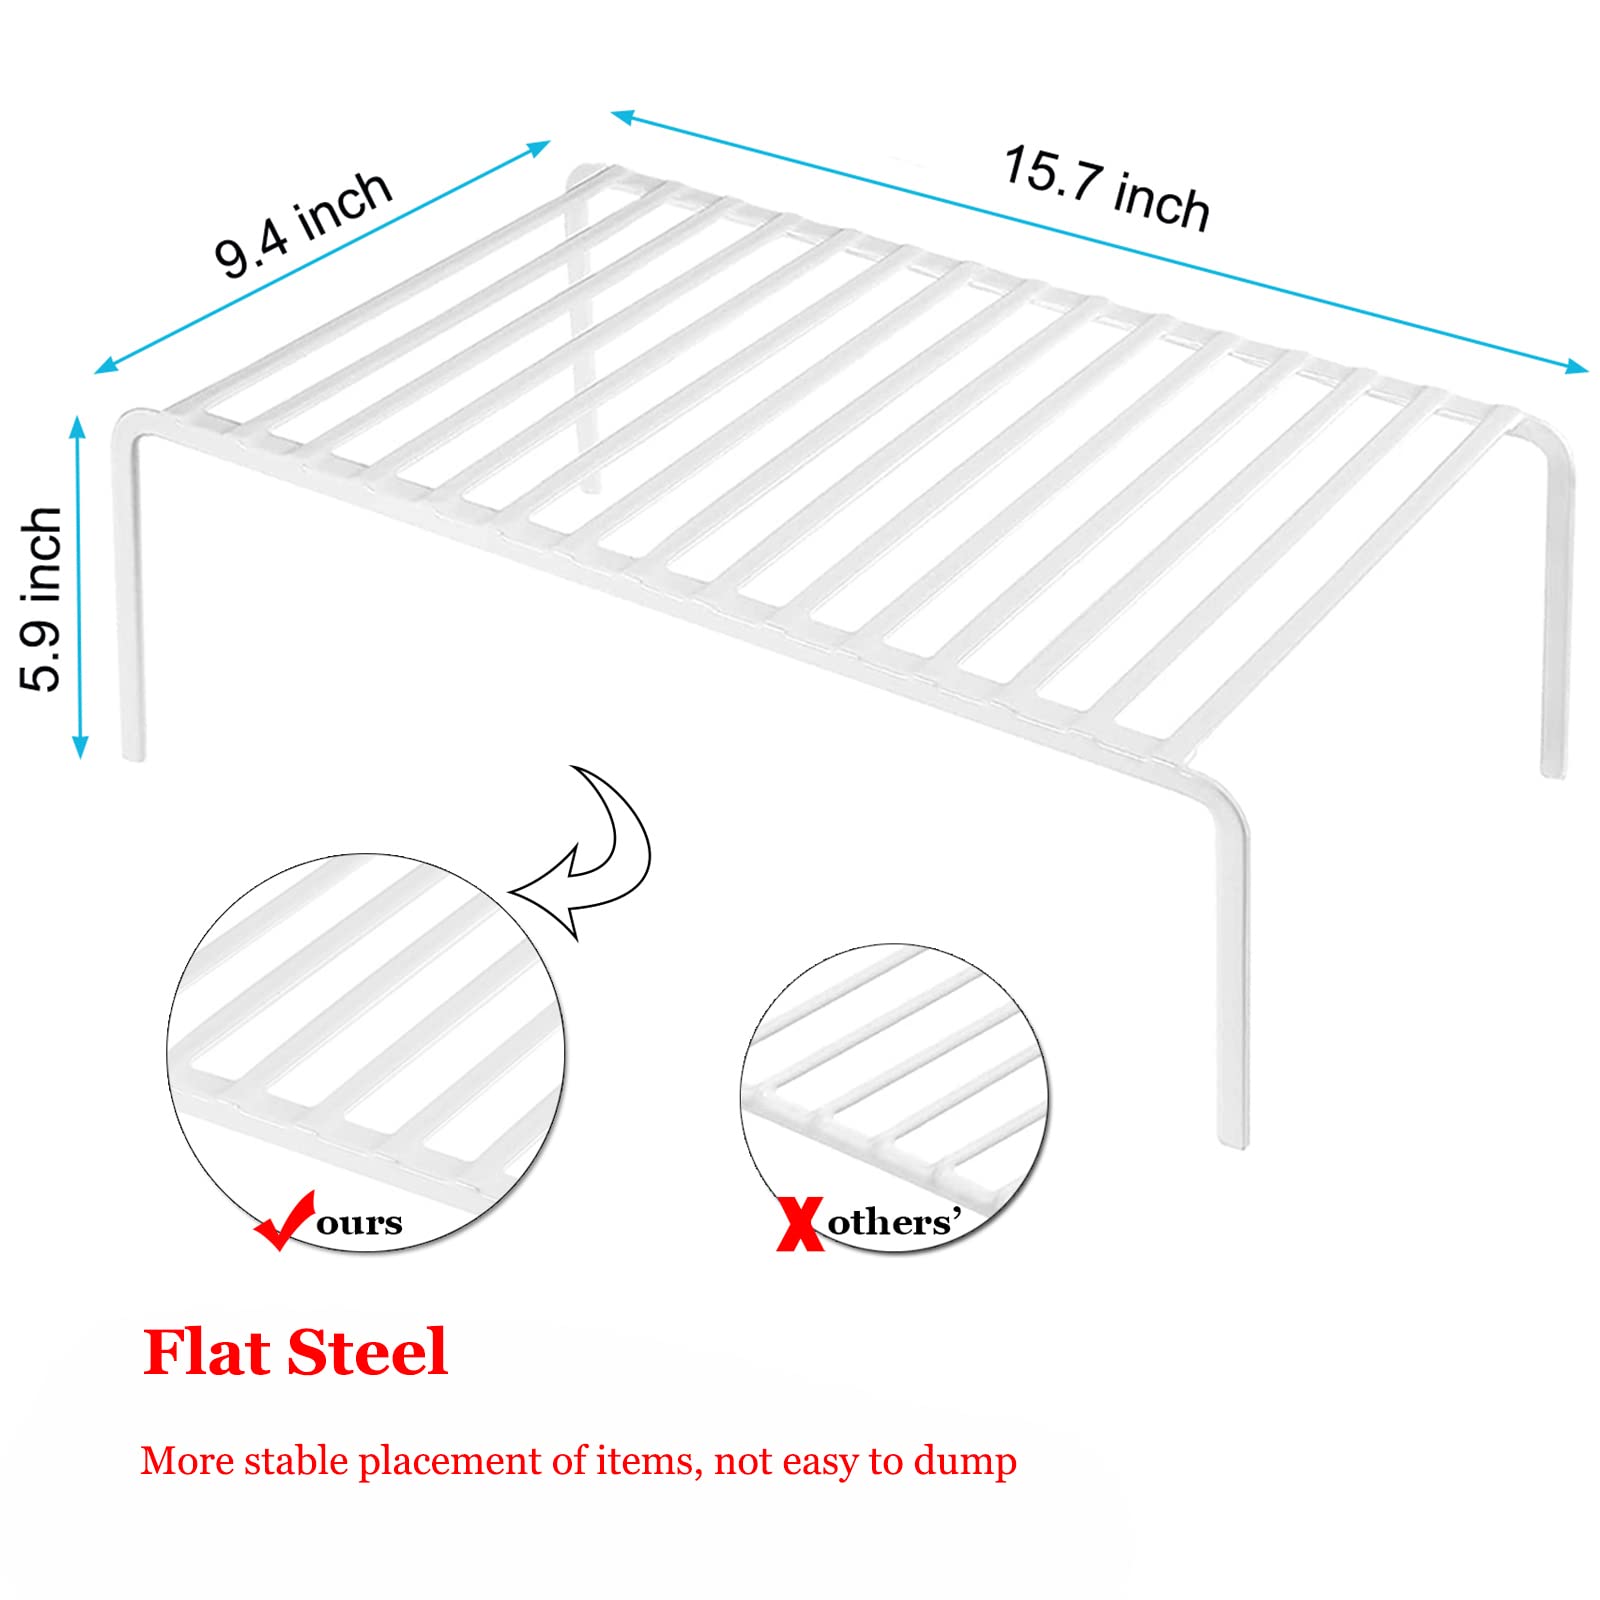 9.4 inch
15.7 inch
5.9 inch
ours
others’
Flat Steel
More stable placement of items, not easy to dump